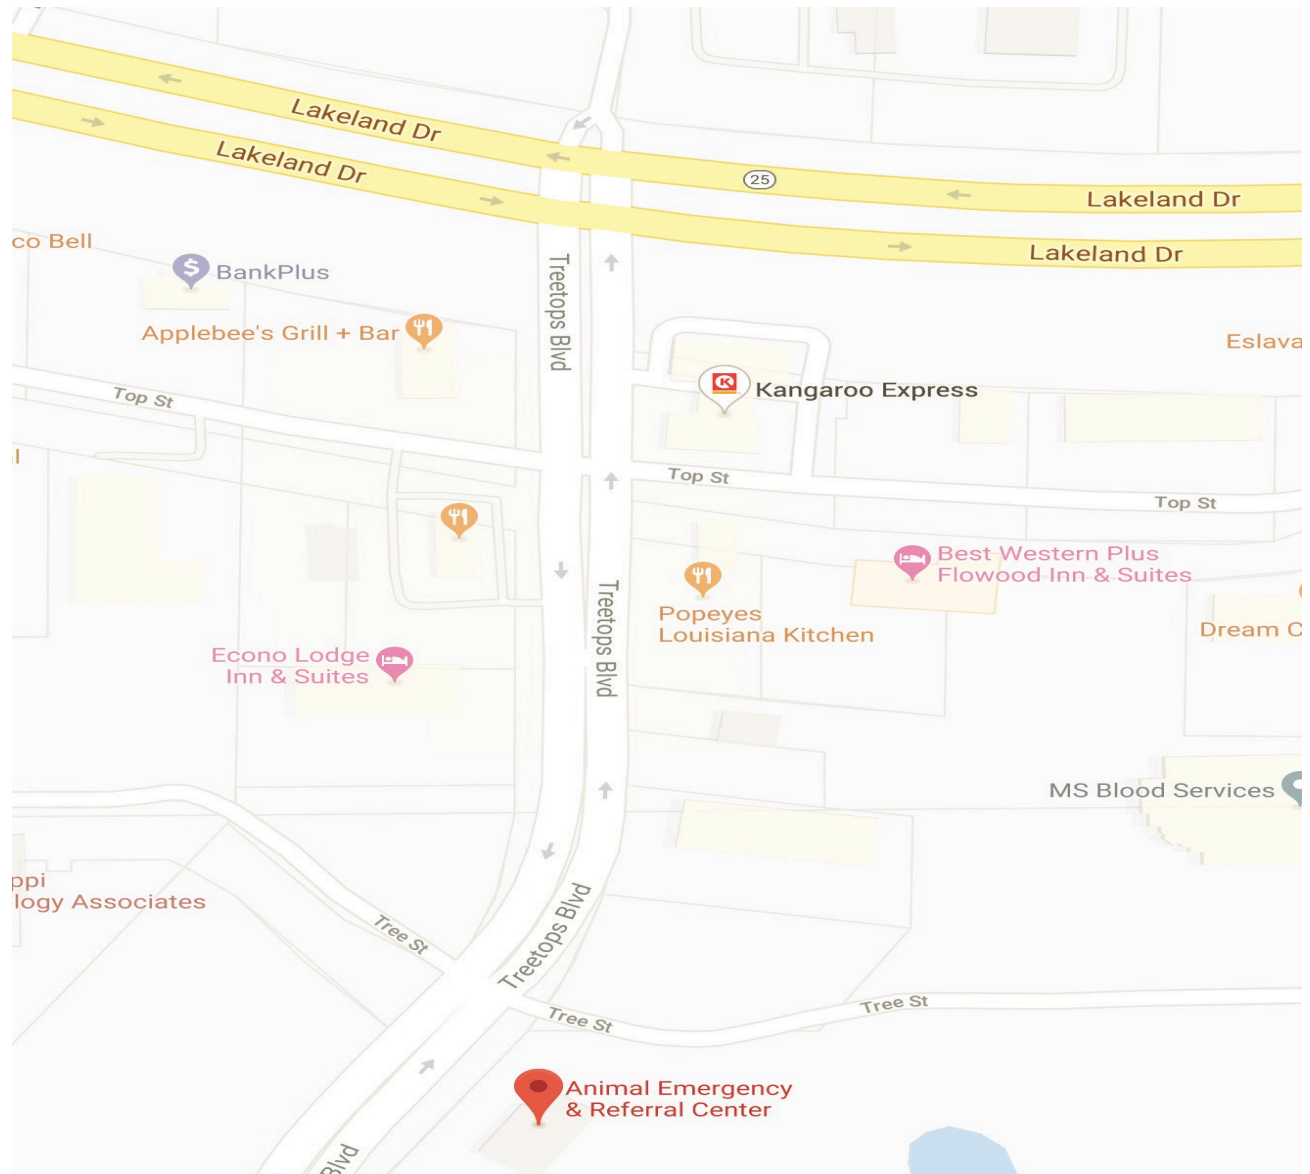 Lakeland Dr
Lakeland Dr
25
Lakeland Dr
Lakeland Dr
co Bell
BankPlus
Treetops Blvd
Applebee's Grill + Bar
Eslava
Kangaroo Express
Top St
Top St
Top St
l
Best Western Plus
Flowood Inn & Suites
Popeyes
Louisiana Kitchen
Treetops Blvd
Dream C
Econo Lodge
Inn & Suites
MS Blood Services
ppi
logy Associates
Tree St
Treetops Blvd
Tree St
Tree St
Animal Emergency
& Referral Center
Blvd